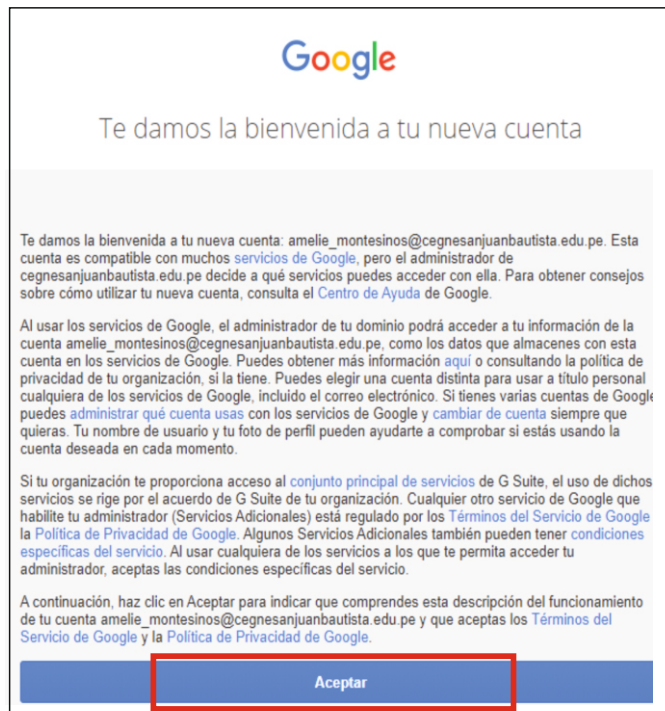 Google
Te damos la bienvenida a tu nueva cuenta
Te damos la bienvenida a tu nueva cuenta: amelie_montesinos@cegnesanjuanbautista.edu.pe. Esta
cuenta es compatible con muchos servicios de Google, pero el administrador de
cegnesanjuanbautista.edu.pe decide a qué servicios puedes acceder con ella. Para obtener consejos
sobre cómo utilizar tu nueva cuenta, consulta el Centro de Ayuda de Google.
Al usar los servicios de Google, el administrador de tu dominio podrá acceder a tu información de la
cuenta amelie_montesinos@cegnesanjuanbautista.edu.pe, como los datos que almacenes con esta
cuenta en los servicios de Google. Puedes obtener más información aquí o consultando la política de
privacidad de tu organización, si la tiene. Puedes elegir una cuenta distinta para usar a título personal
cualquiera de los servicios de Google, incluido el correo electrónico. Si tienes varias cuentas de Google
puedes administrar qué cuenta usas con los servicios de Google y cambiar de cuenta siempre que
quieras. Tu nombre de usuario y tu foto de perfil pueden ayudarte a comprobar si estás usando la
cuenta deseada en cada momento.
Si tu organización te proporciona acceso al conjunto principal de servicios de G Suite, el uso de dichos
servicios se rige por el acuerdo de G Suite de tu organización. Cualquier otro servicio de Google que
habilite tu administrador (Servicios Adicionales) está regulado por los Términos del Servicio de Google
la Política de Privacidad de Google. Algunos Servicios Adicionales también pueden tener condiciones
específicas del servicio. Al usar cualquiera de los servicios a los que te permita acceder tu
administrador, aceptas las condiciones específicas del servicio.
A continuación, haz clic en Aceptar para indicar que comprendes esta descripción del funcionamiento
de tu cuenta amelie_montesinos@cegnesanjuanbautista.edu.pe y que aceptas los Términos del
Servicio de Google y la Política de Privacidad de Google.
Aceptar